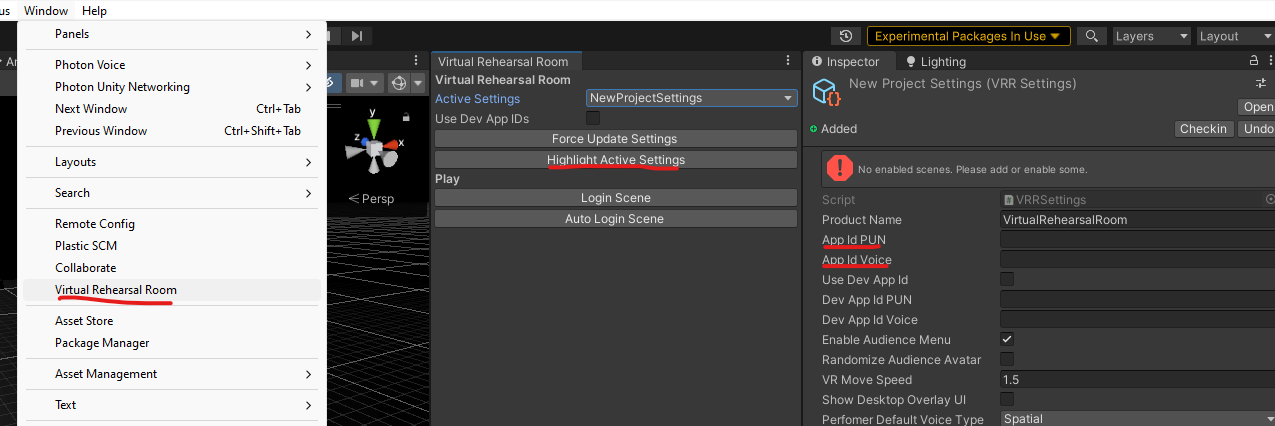 us Window Help
Panels
Photon Voice
Photon Unity Networking
Next Window Ctrl+Tab
Previous Window Ctrl+Shift+Tab
Layouts
Search
Remote Config
Plastic SCM
Collaborate
Virtual Rehearsal Room
Asset Store
Package Manager
Asset Management
Text
y
x
z
Persp
Experimental Packages In Use
Layers
Layout
Virtual Rehearsal Room
Virtual Rehearsal Room
Active Settings NewProjectSettings
Use Dev App IDs
Force Update Settings
Highlight Active Settings
Play
Login Scene
Auto Login Scene
Inspector Lighting
New Project Settings (VRR Settings)
Open
Added Checkin Undo
No enabled scenes. Please add or enable some.
Script VRRSettings
Product Name VirtualRehearsalRoom
App Id PUN
App Id Voice
Use Dev App Id
Dev App Id PUN
Dev App Id Voice
Enable Audience Menu
Randomize Audience Avatar
VR Move Speed 1.5
Show Desktop Overlay UI
Perfomer Default Voice Type Spatial